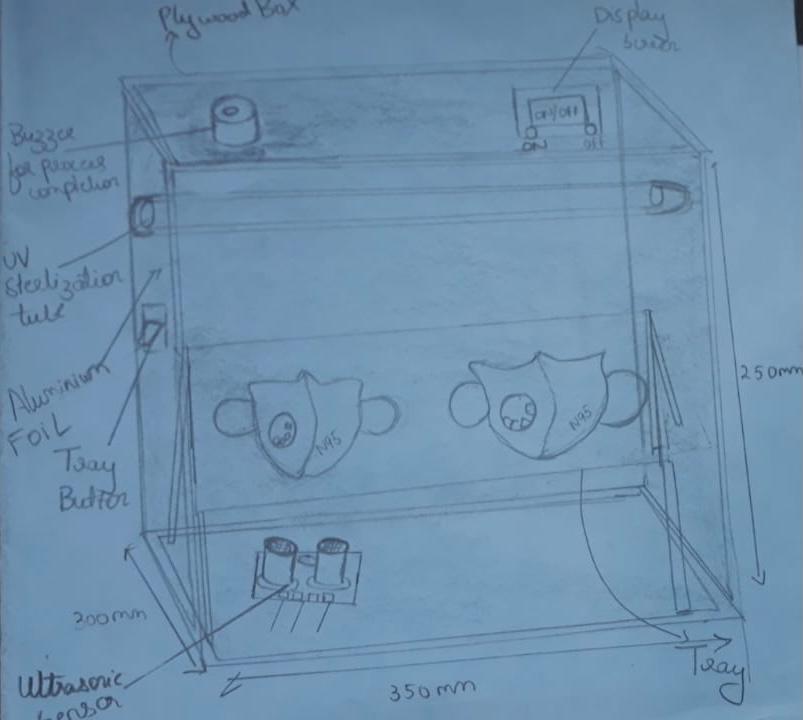 Plywood Box
Display
Screen
ON/OFF
ON
OFF
Buzzer
for process
completion
UV
Steelization
tube
Aluminium
FOIL
Tray
Button
N95
N95
250mm
200mm
Ultrasonic
Sensor
350mm
Tray